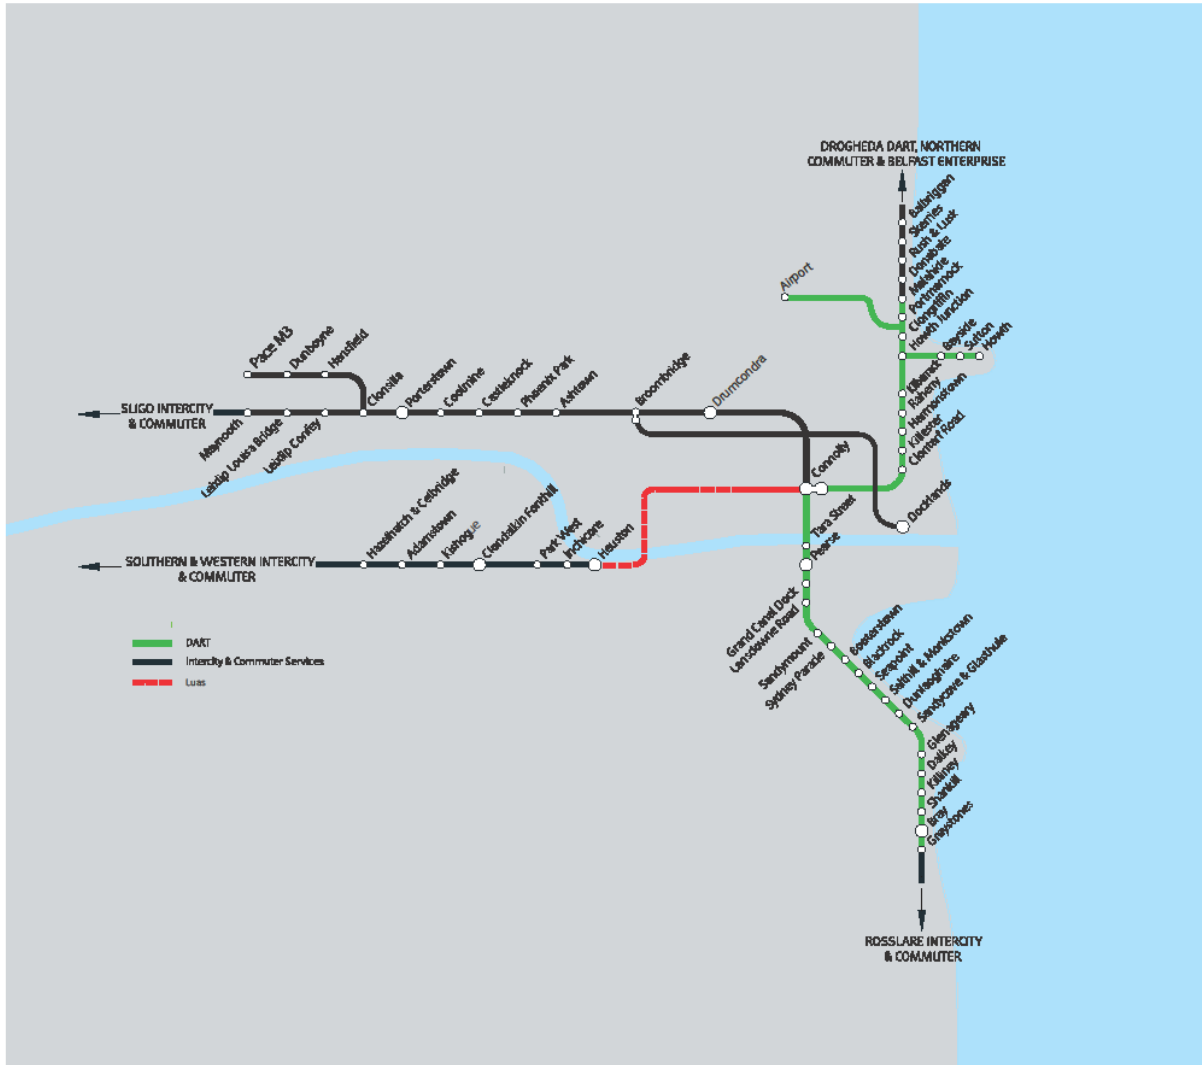 DROGHEDA DART, NORTHERN
COMMUTER & BELFAST ENTERPRISE
Balbriggan
Skerries
Rush & Lusk
Donabate
Malahide
Portmarnock
Clongriffin
Howth Junction
Bayside
Sutton
Howth
Airport
Kilbarrack
Raheny
Harmonstown
Killester
Clontarf Road
Pace M3
Dunboyne
Hansfield
Clonsilla
Porterstown
Coolmine
Castleknock
Phoenix Park
Ashtown
Broombridge
Drumcondra
SLIGO INTERCITY
& COMMUTER
Maynooth
Leixlip Louisa Bridge
Leixlip Confey
Connolly
Docklands
Tara Street
Pearse
Hazelhatch & Celbridge
Adamstown
Kishogue
Clondalkin Fonthill
Park West
Inchicore
Heuston
SOUTHERN & WESTERN INTERCITY
& COMMUTER
Grand Canal Dock
Lansdowne Road
Sandymount
Sydney Parade
Booterstown
Blackrock
Seapoint
Salthill & Monkstown
Dunlaoghaire
Sandycove & Glasthule
Glenageary
Dalkey
Killiney
Shankill
Bray
Greystones
DART
Intercity & Commuter Services
Luas
ROSSLARE INTERCITY
& COMMUTER